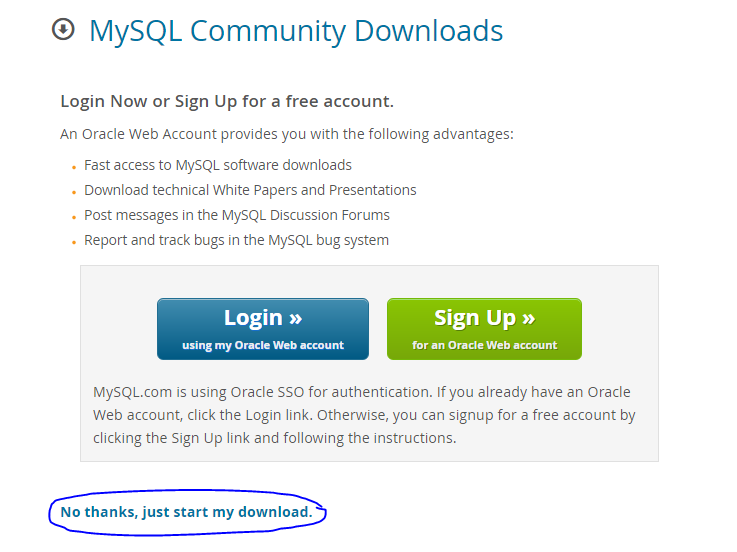 MySQL Community Downloads
Login Now or Sign Up for a free account.
An Oracle Web Account provides you with the following advantages:
Fast access to MySQL software downloads
Download technical White Papers and Presentations
Post messages in the MySQL Discussion Forums
Report and track bugs in the MySQL bug system
Login »
using my Oracle Web account
Sign Up »
for an Oracle Web account
MySQL.com is using Oracle SSO for authentication. If you already have an Oracle
Web account, click the Login link. Otherwise, you can signup for a free account by
clicking the Sign Up link and following the instructions.
No thanks, just start my download.